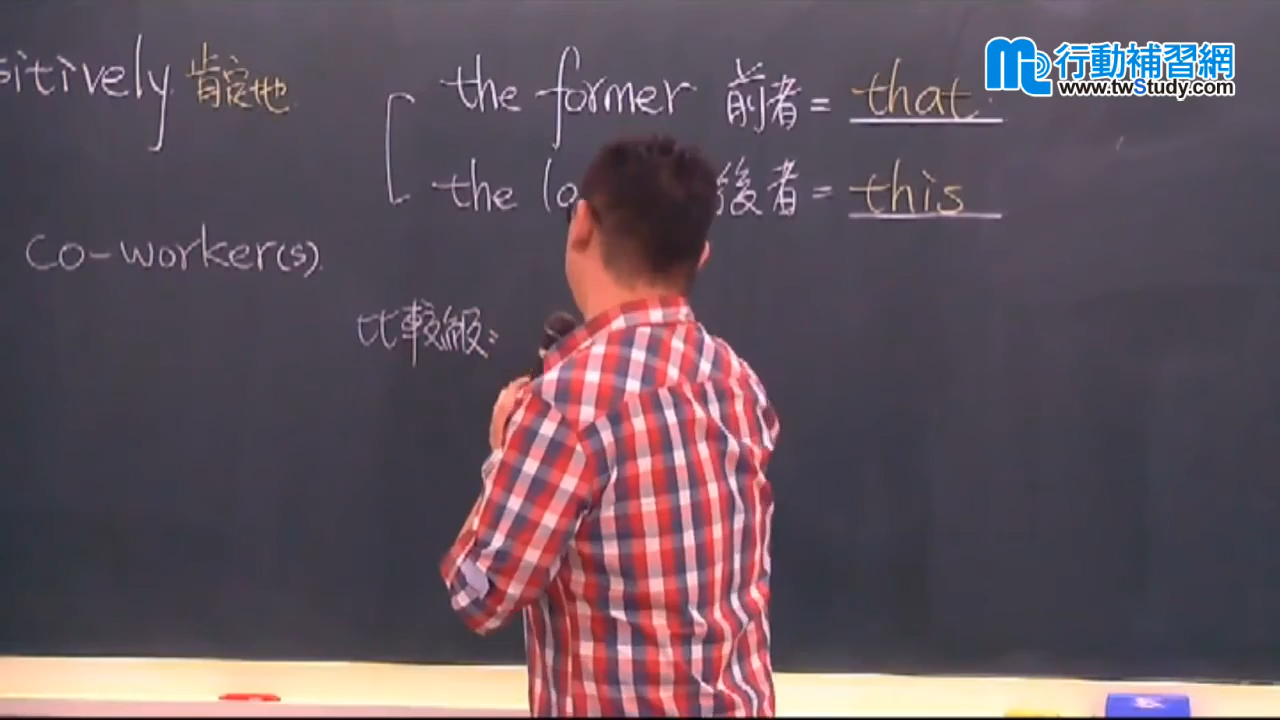 sitively 肯定地
the former 前者 = that
the la 後者 = this
co-worker(s)
比較級:
行動補習網
www.twStudy.com